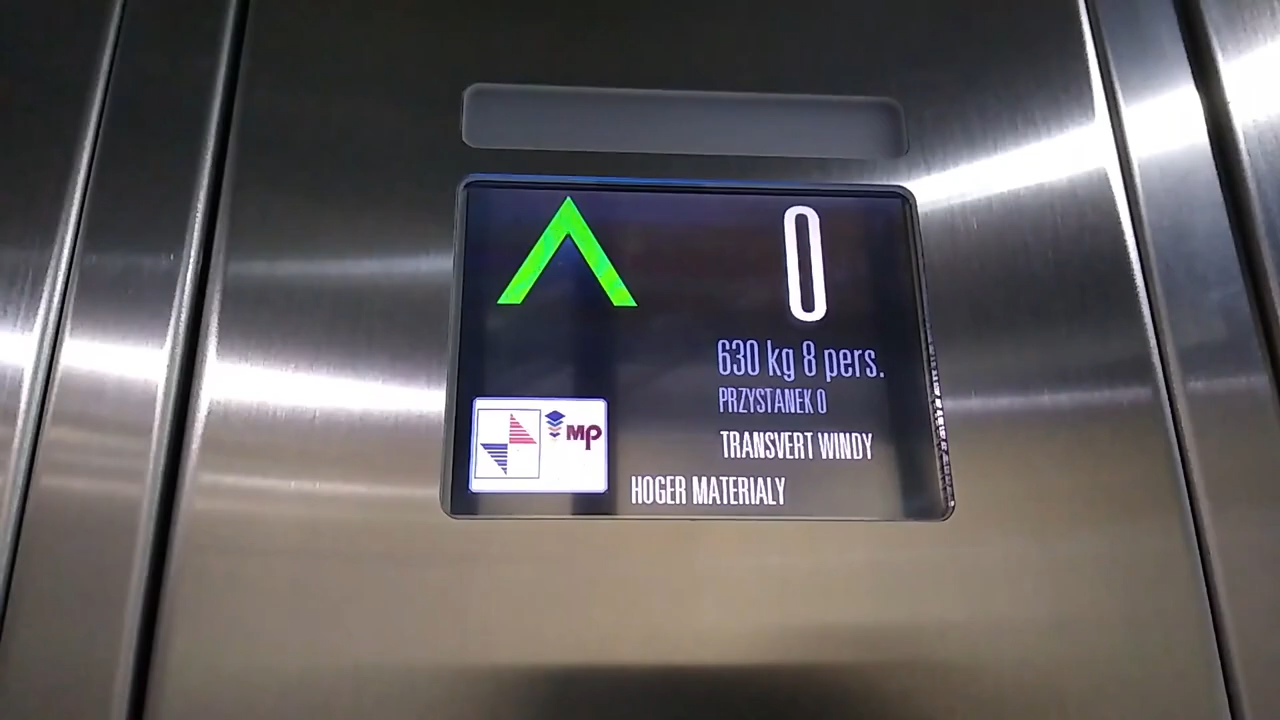 0
630 kg 8 pers.
PRZYSTANEK 0
MP
TRANSVERT WINDY
HOGER MATERIALY